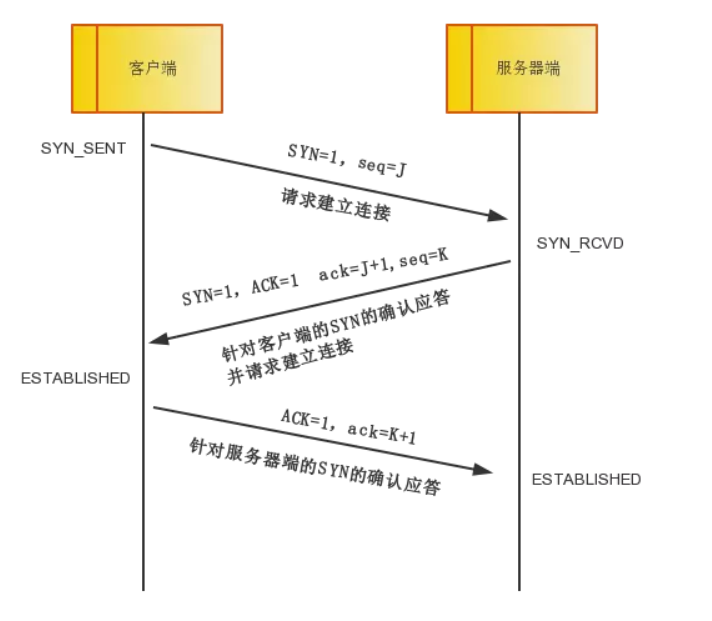 客户端
服务器端
SYN_SENT
SYN=1, seq=J
请求建立连接
SYN_RCVD
SYN=1, ACK=1 ack=J+1,seq=K
针对客户端的SYN的确认应答
并请求建立连接
ESTABLISHED
ACK=1, ack=K+1
针对服务器端的SYN的确认应答
ESTABLISHED